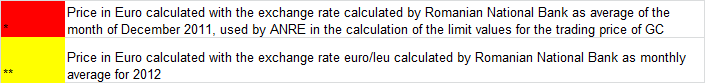 Price in Euro calculated with the exchange rate calculated by Romanian National Bank as average of the
* month of December 2011, used by ANRE in the calculation of the limit values for the trading price of GC
Price in Euro calculated with the exchange rate euro/leu calculated by Romanian National Bank as monthly
** average for 2012